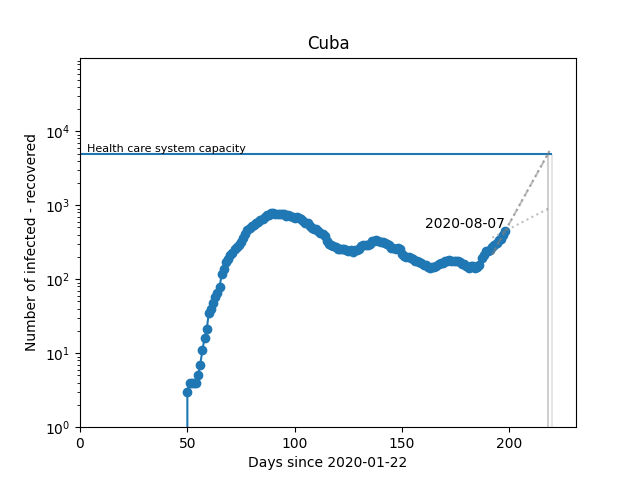 Cuba
Number of infected - recovered
10^4
10^3
10^2
10^1
10^0
Health care system capacity
2020-08-07
0 50 100 150 200
Days since 2020-01-22